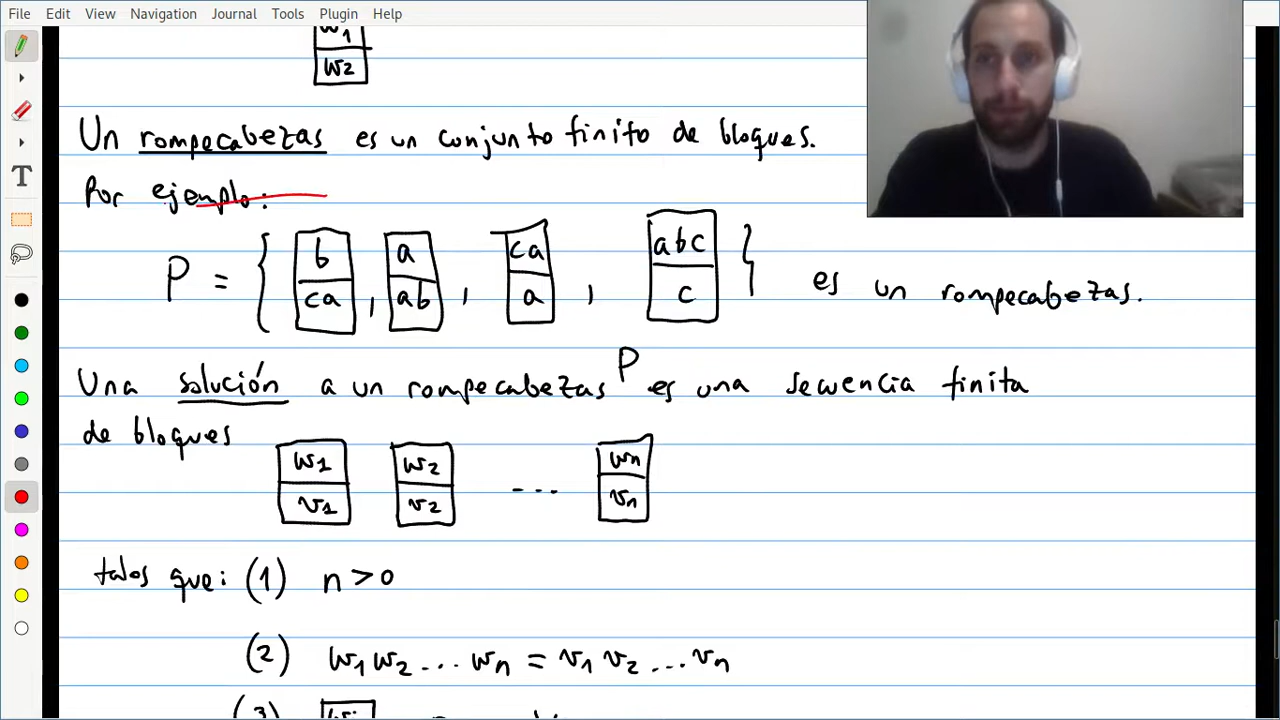 File Edit View Navigation Journal Tools Plugin Help
w1
w2
Un rompecabezas es un conjunto finito de bloques.
Por ejemplo:
P = { b/ca , a/ab , ca/a , abc/c } es un rompecabezas.
Una solución a un rompecabezas P es una secuencia finita
de bloques
w1 w2 ... wn
v1 v2 vn
tales que: (1) n > 0
(2) w1 w2 ... wn = v1 v2 ... vn
(3)
T